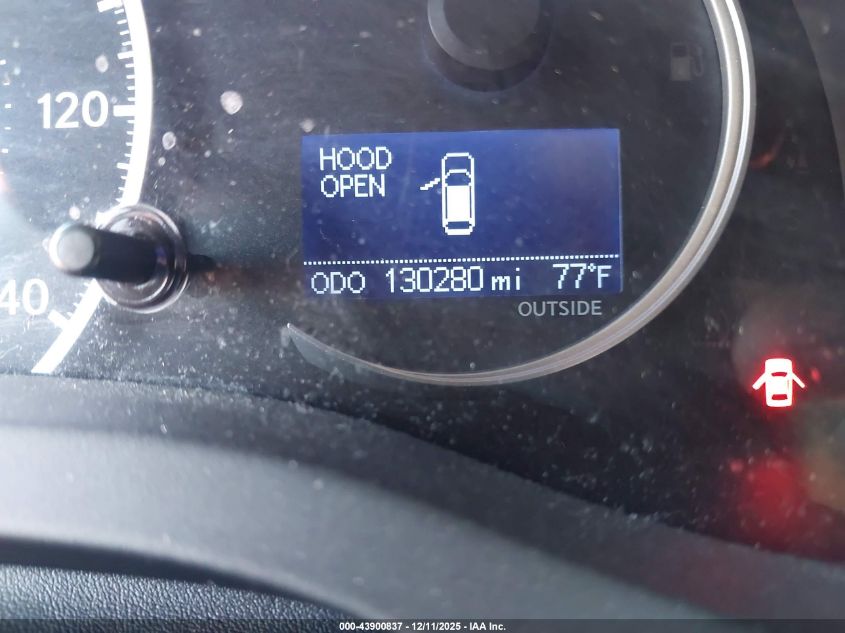 120
HOOD
OPEN
40
ODO 130280 mi 77°F
OUTSIDE
000-43900837 - 12/11/2025 - IAA Inc.